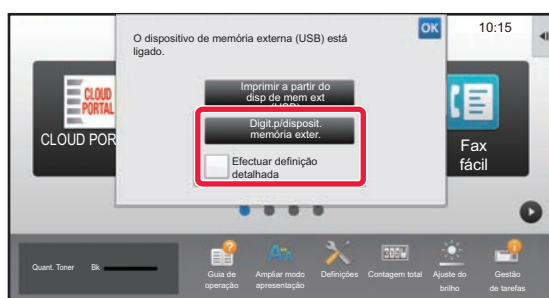 O dispositivo de memória externa (USB) está
ligado.
OK
10:15
Imprimir a partir do
disp de mem ext
(USB)
Digit.p/disposit.
memória exter.
Efectuar definição
detalhada
CLOUD
PORTAL
CLOUD POR
Fax
fácil
Quant. Toner Bk
Guia de
operação
Ampliar modo
apresentação
Definições
Contagem total
Ajuste do
brilho
Gestão
de tarefas